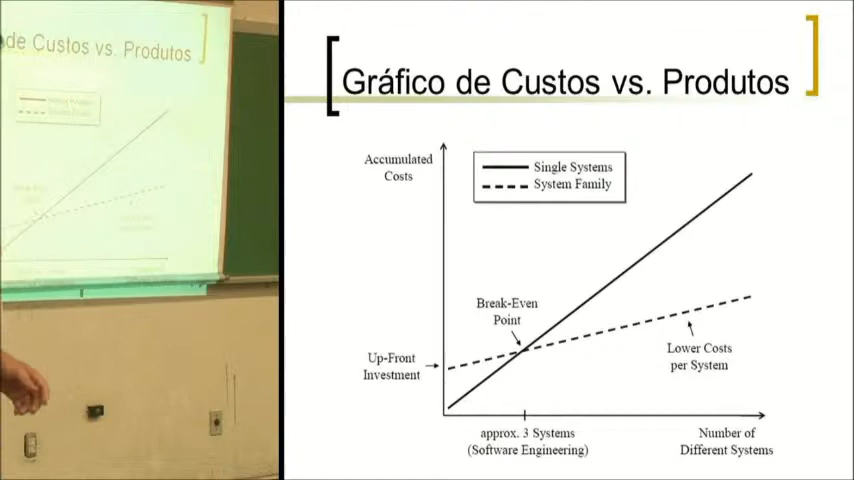 de Custos vs. Produtos
Gráfico de Custos vs. Produtos
Accumulated
Costs
Single Systems
System Family
Break-Even
Point
Up-Front
Investment
Lower Costs
per System
approx. 3 Systems
(Software Engineering)
Number of
Different Systems